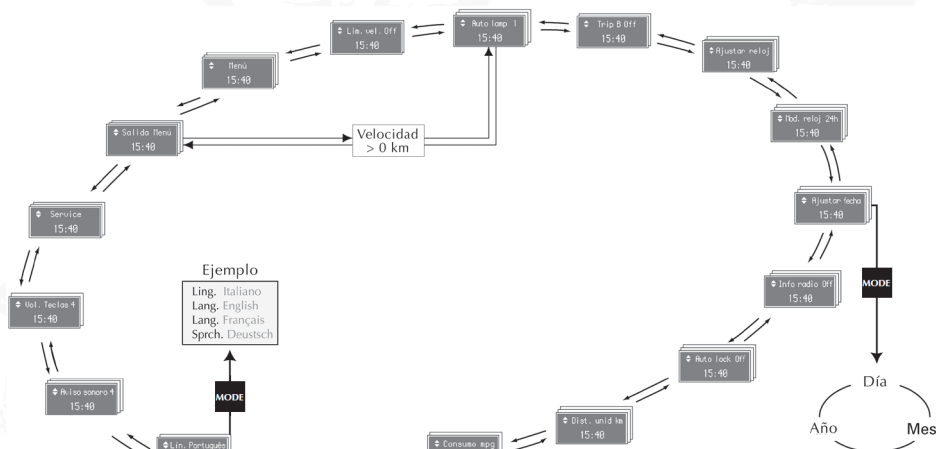 Auto lamp 1
15:40
Lim. vel. Off
15:40
Trip B Off
15:40
Ajustar reloj
15:40
Menú
15:40
Mod. reloj 24h
15:40
Salida Menú
15:40
Velocidad
> 0 km
Ajustar fecha
15:40
Service
15:40
Ejemplo
Ling. Italiano
Lang. English
Lang. Français
Sprch. Deustsch
MODE
Info radio Off
15:40
Vol. Teclas 4
15:40
Auto lock Off
15:40
Día
Año
Mes
Aviso sonoro 4
15:40
MODE
Dist. unid km
15:40
Lín. Português
Consumo mpg